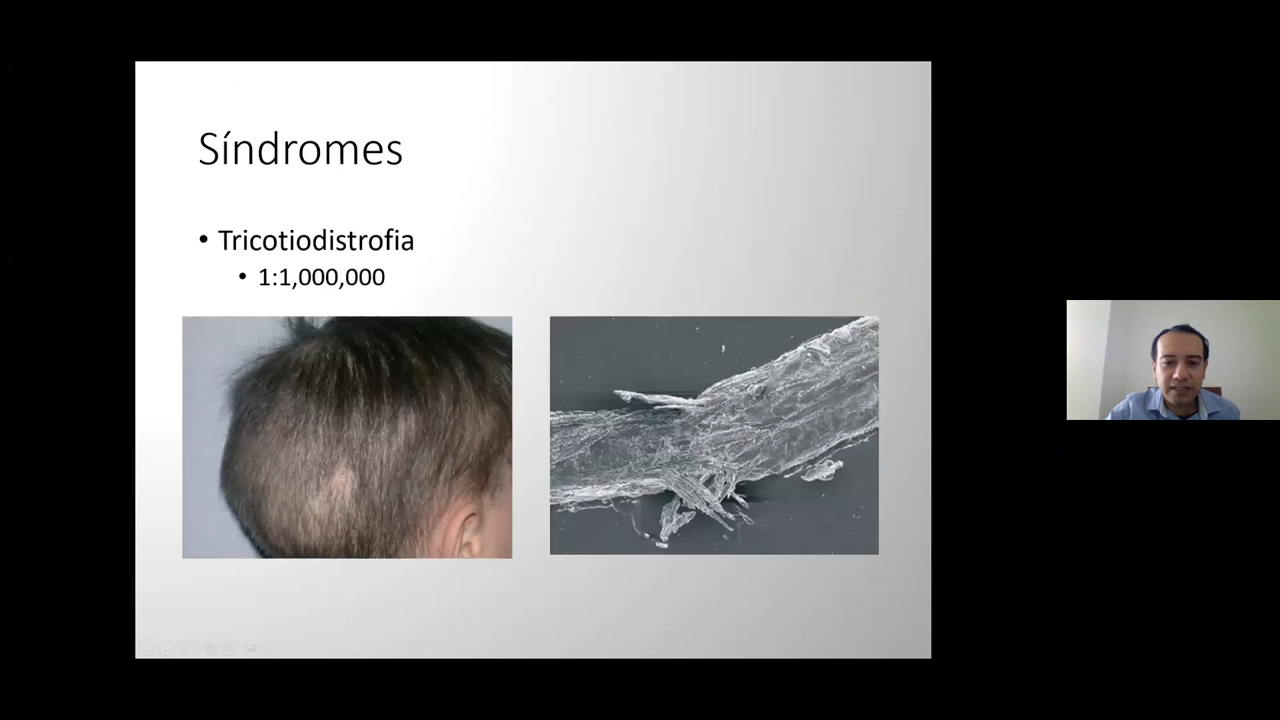 Síndromes
• Tricotiodistrofia
• 1:1,000,000